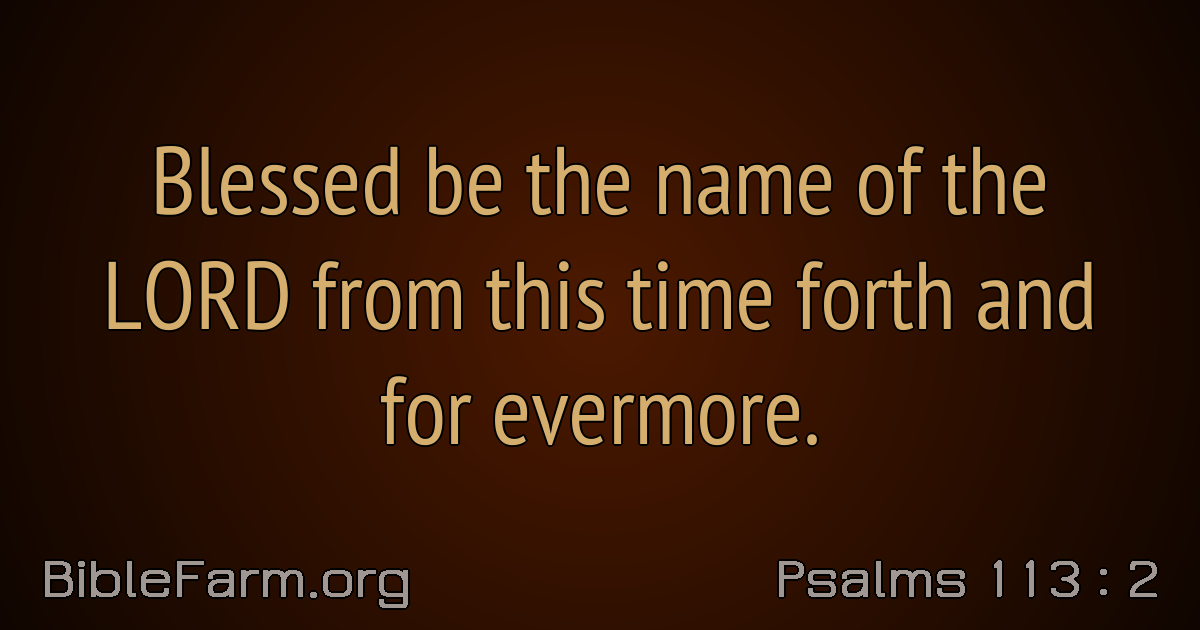 Blessed be the name of the
LORD from this time forth and
for evermore.
BibleFarm.org
Psalms 113 : 2